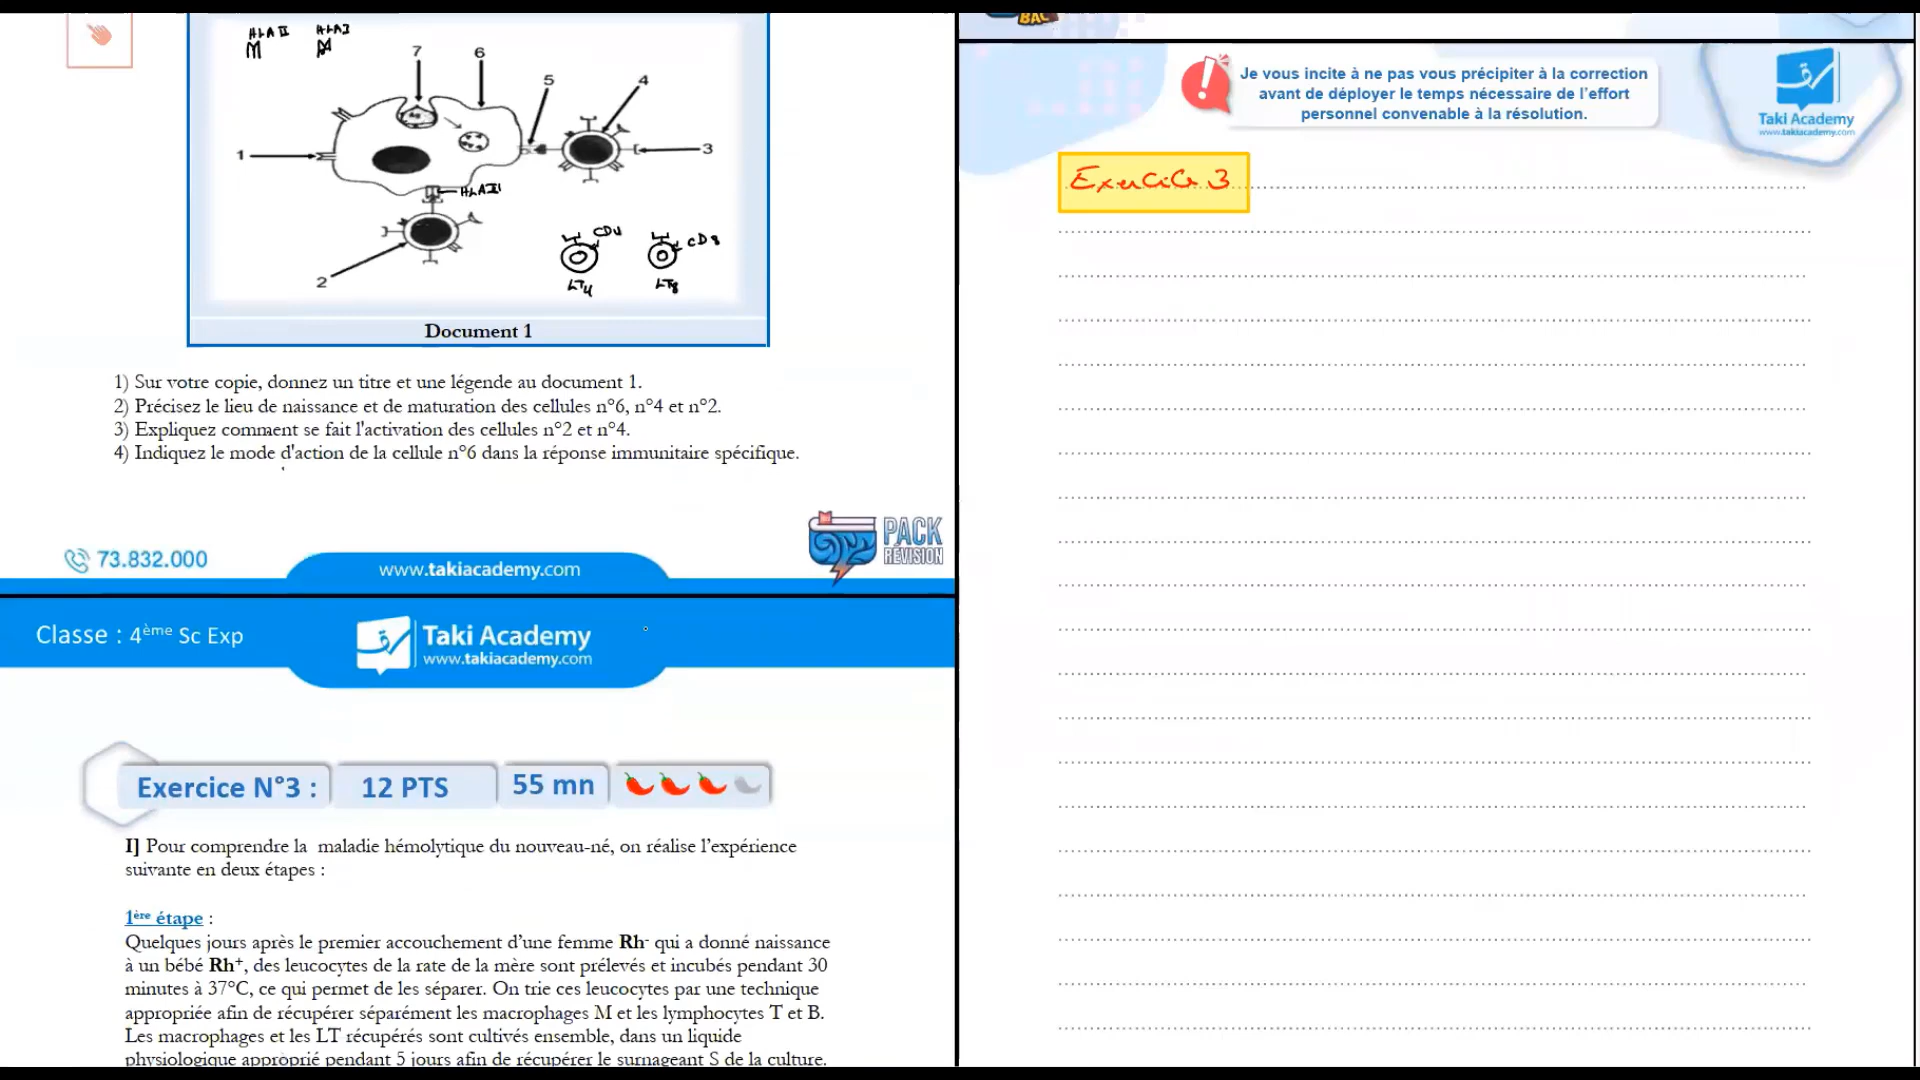 HLA II HLA I
7
6
5
4
1
3
HLA II
CD4
CD8
2
LT4
LT8
Document 1
1) Sur votre copie, donnez un titre et une légende au document 1.
2) Précisez le lieu de naissance et de maturation des cellules n°6, n°4 et n°2.
3) Expliquez comment se fait l'activation des cellules n°2 et n°4.
4) Indiquez le mode d'action de la cellule n°6 dans la réponse immunitaire spécifique.
PACK
RÉVISION
73.832.000
www.takiacademy.com
Classe : 4ème Sc Exp
Taki Academy
www.takiacademy.com
Exercice N°3 : 12 PTS 55 mn
I] Pour comprendre la maladie hémolytique du nouveau-né, on réalise l'expérience
suivante en deux étapes :
1ère étape :
Quelques jours après le premier accouchement d'une femme Rh- qui a donné naissance
à un bébé Rh+, des leucocytes de la rate de la mère sont prélevés et incubés pendant 30
minutes à 37°C, ce qui permet de les séparer. On trie ces leucocytes par une technique
appropriée afin de récupérer séparément les macrophages M et les lymphocytes T et B.
Les macrophages et les LT récupérés sont cultivés ensemble, dans un liquide
physiologique approprié pendant 5 jours afin de récupérer le surnageant S de la culture.
BAC
Je vous incite à ne pas vous précipiter à la correction
avant de déployer le temps nécessaire de l'effort
personnel convenable à la résolution.
Taki Academy
www.takiacademy.com
Exercice 3